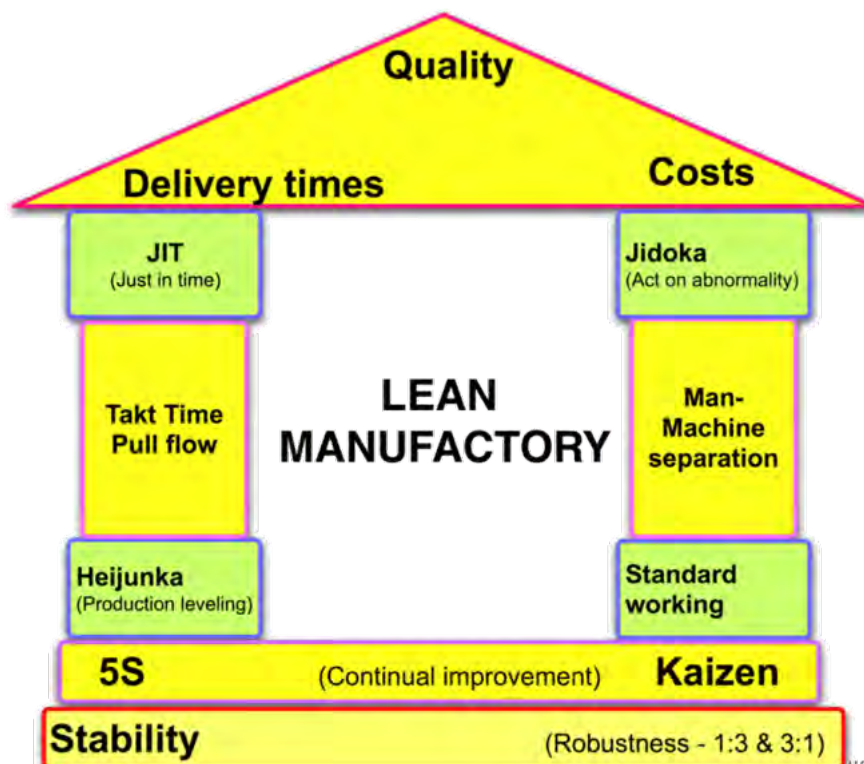 Quality
Delivery times
Costs
JIT
(Just in time)
Jidoka
(Act on abnormality)
Takt Time
Pull flow
LEAN
MANUFACTORY
Man-
Machine
separation
Heijunka
(Production leveling)
Standard
working
5S (Continual improvement) Kaizen
Stability (Robustness - 1:3 & 3:1)